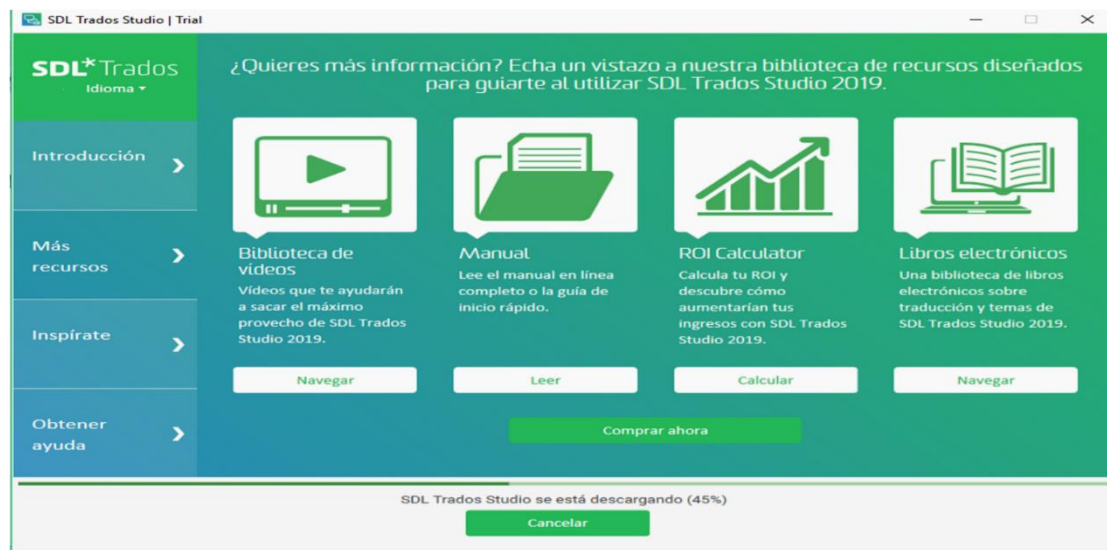 SDL Trados Studio | Trial
SDL* Trados
Idioma
¿Quieres más información? Echa un vistazo a nuestra biblioteca de recursos diseñados
para guiarte al utilizar SDL Trados Studio 2019.
Introducción
Más
recursos
Inspírate
Obtener
ayuda
Biblioteca de
vídeos
Vídeos que te ayudarán
a sacar el máximo
provecho de SDL Trados
Studio 2019.
Navegar
Manual
Lee el manual en línea
completo o la guía de
inicio rápido.
Leer
ROI Calculator
Calcula tu ROI y
descubre cómo
aumentarían tus
ingresos con SDL Trados
Studio 2019.
Calcular
Libros electrónicos
Una biblioteca de libros
electrónicos sobre
traducción y temas de
SDL Trados Studio 2019.
Navegar
Comprar ahora
SDL Trados Studio se está descargando (45%)
Cancelar